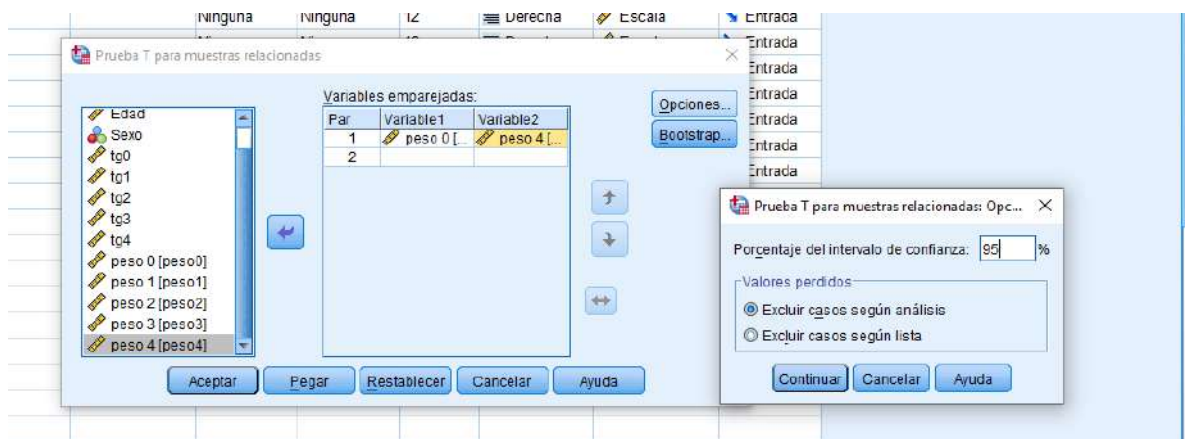 Ninguna Ninguna 12 Derecha Escala Entrada
Entrada
Entrada
Entrada
Entrada
Entrada
Entrada
Prueba T para muestras relacionadas
Edad
Sexo
tg0
tg1
tg2
tg3
tg4
peso 0 [peso0]
peso 1 [peso1]
peso 2 [peso2]
peso 3 [peso3]
peso 4 [peso4]
Variables emparejadas:
Par Variable1 Variable2
1 peso 0 [... peso 4 [...
2
Opciones...
Bootstrap...
Aceptar Pegar Restablecer Cancelar Ayuda
Prueba T para muestras relacionadas: Opc...
Porcentaje del intervalo de confianza: 95 %
Valores perdidos
Excluir casos según análisis
Excluir casos según lista
Continuar Cancelar Ayuda